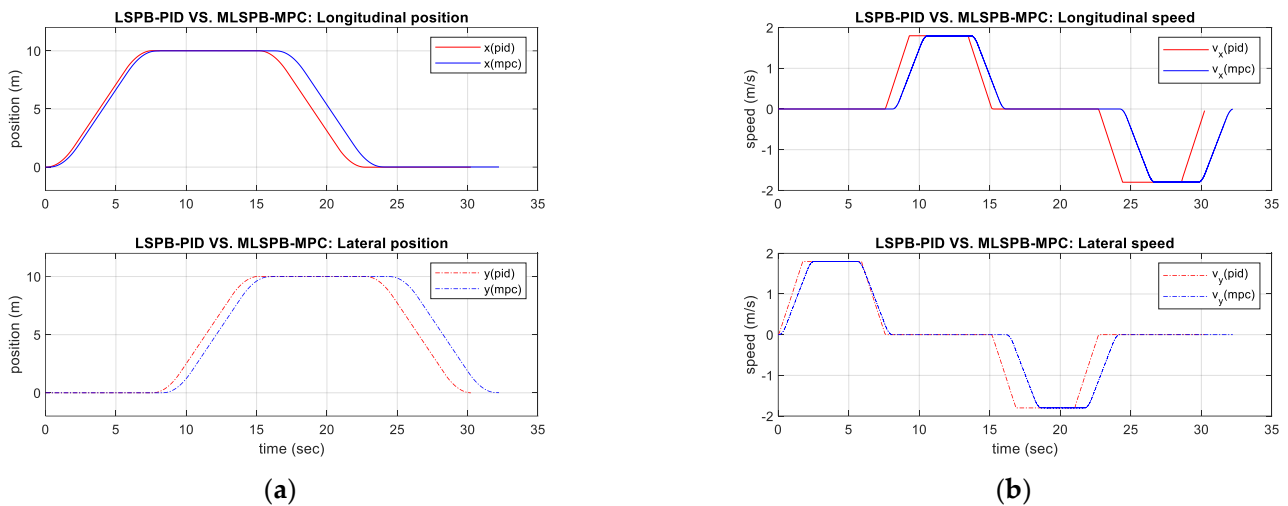 LSPB-PID VS. MLSPB-MPC: Longitudinal position
position (m)
10
5
0
x(pid)
x(mpc)
0 5 10 15 20 25 30 35
LSPB-PID VS. MLSPB-MPC: Lateral position
position (m)
10
5
0
y(pid)
y(mpc)
0 5 10 15 20 25 30 35
time (sec)
(a)
LSPB-PID VS. MLSPB-MPC: Longitudinal speed
speed (m/s)
2
1
0
-1
-2
v_x(pid)
v_x(mpc)
0 5 10 15 20 25 30 35
LSPB-PID VS. MLSPB-MPC: Lateral speed
speed (m/s)
2
1
0
-1
-2
v_y(pid)
v_y(mpc)
0 5 10 15 20 25 30 35
time (sec)
(b)